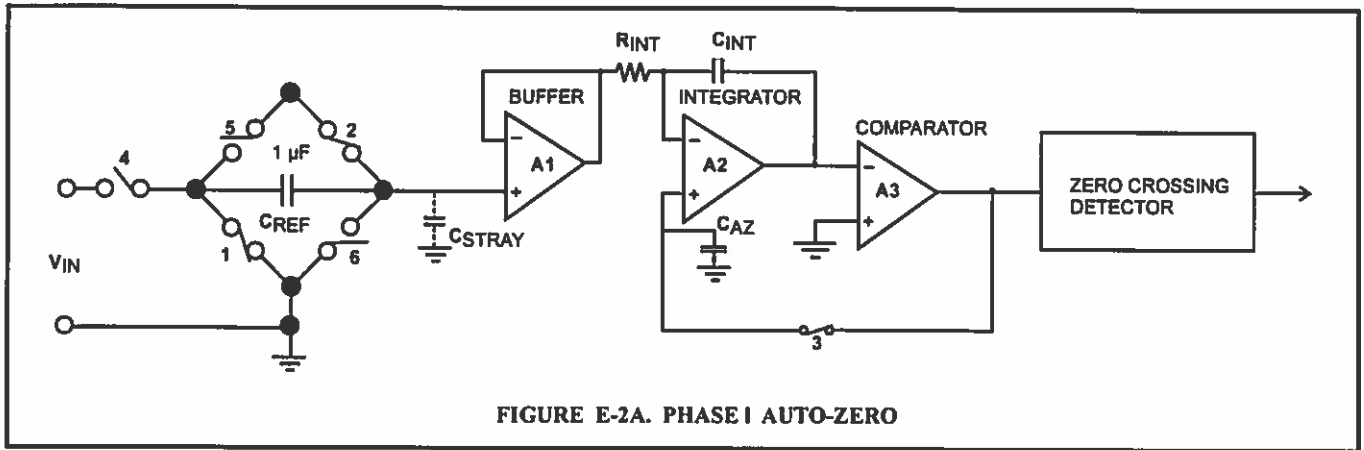 RINT
CINT
BUFFER
INTEGRATOR
5
2
1 µF
COMPARATOR
4
A1
A2
A3
ZERO CROSSING
DETECTOR
CREF
CSTRAY
CAZ
1
6
VIN
3
FIGURE E-2A. PHASE I AUTO-ZERO